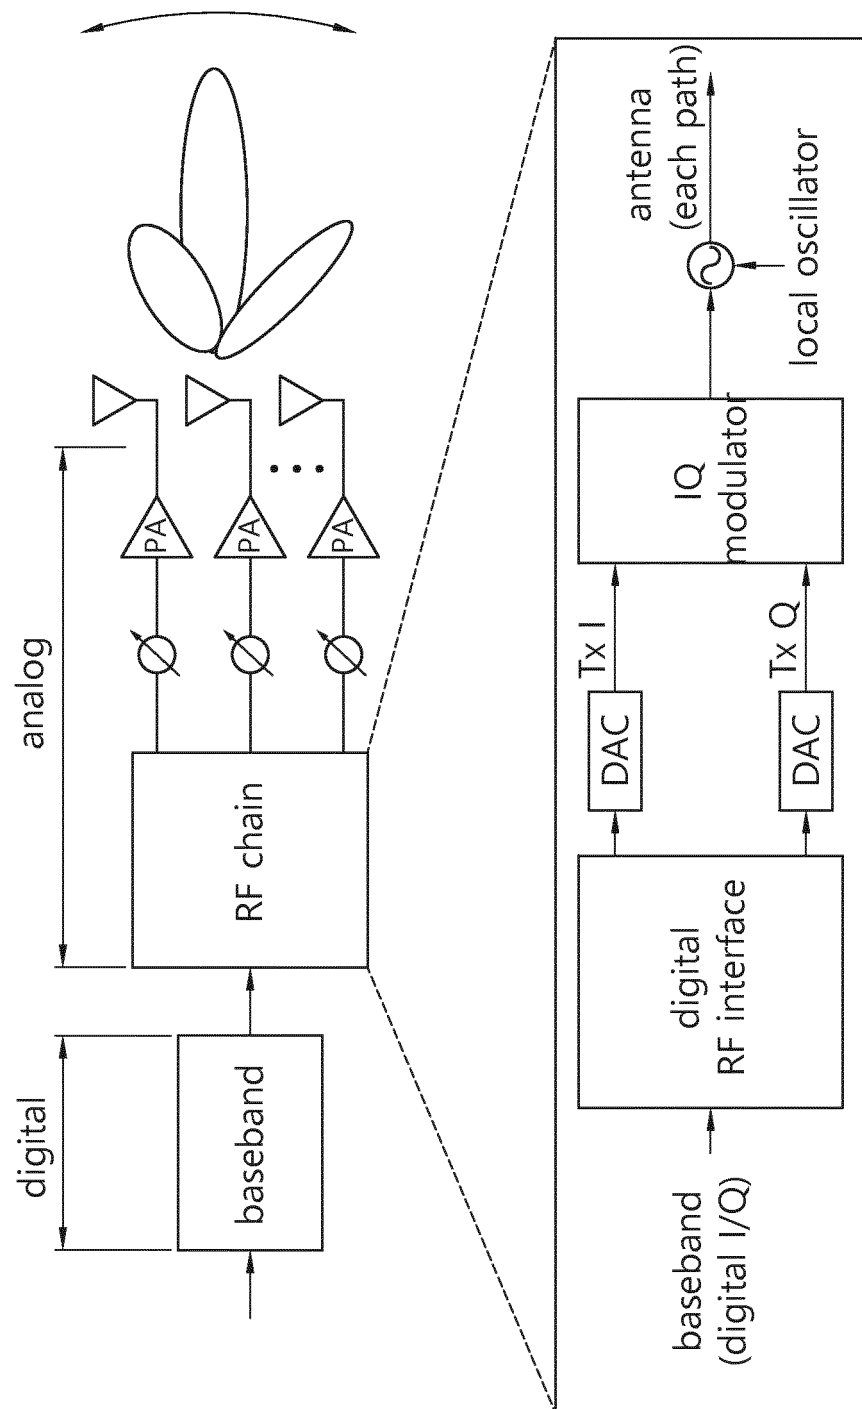 digital
analog
baseband
RF chain
PA
PA
PA
baseband
(digital I/Q)
digital
RF interface
DAC
DAC
Tx I
Tx Q
IQ
modulator
local oscillator
antenna
(each path)